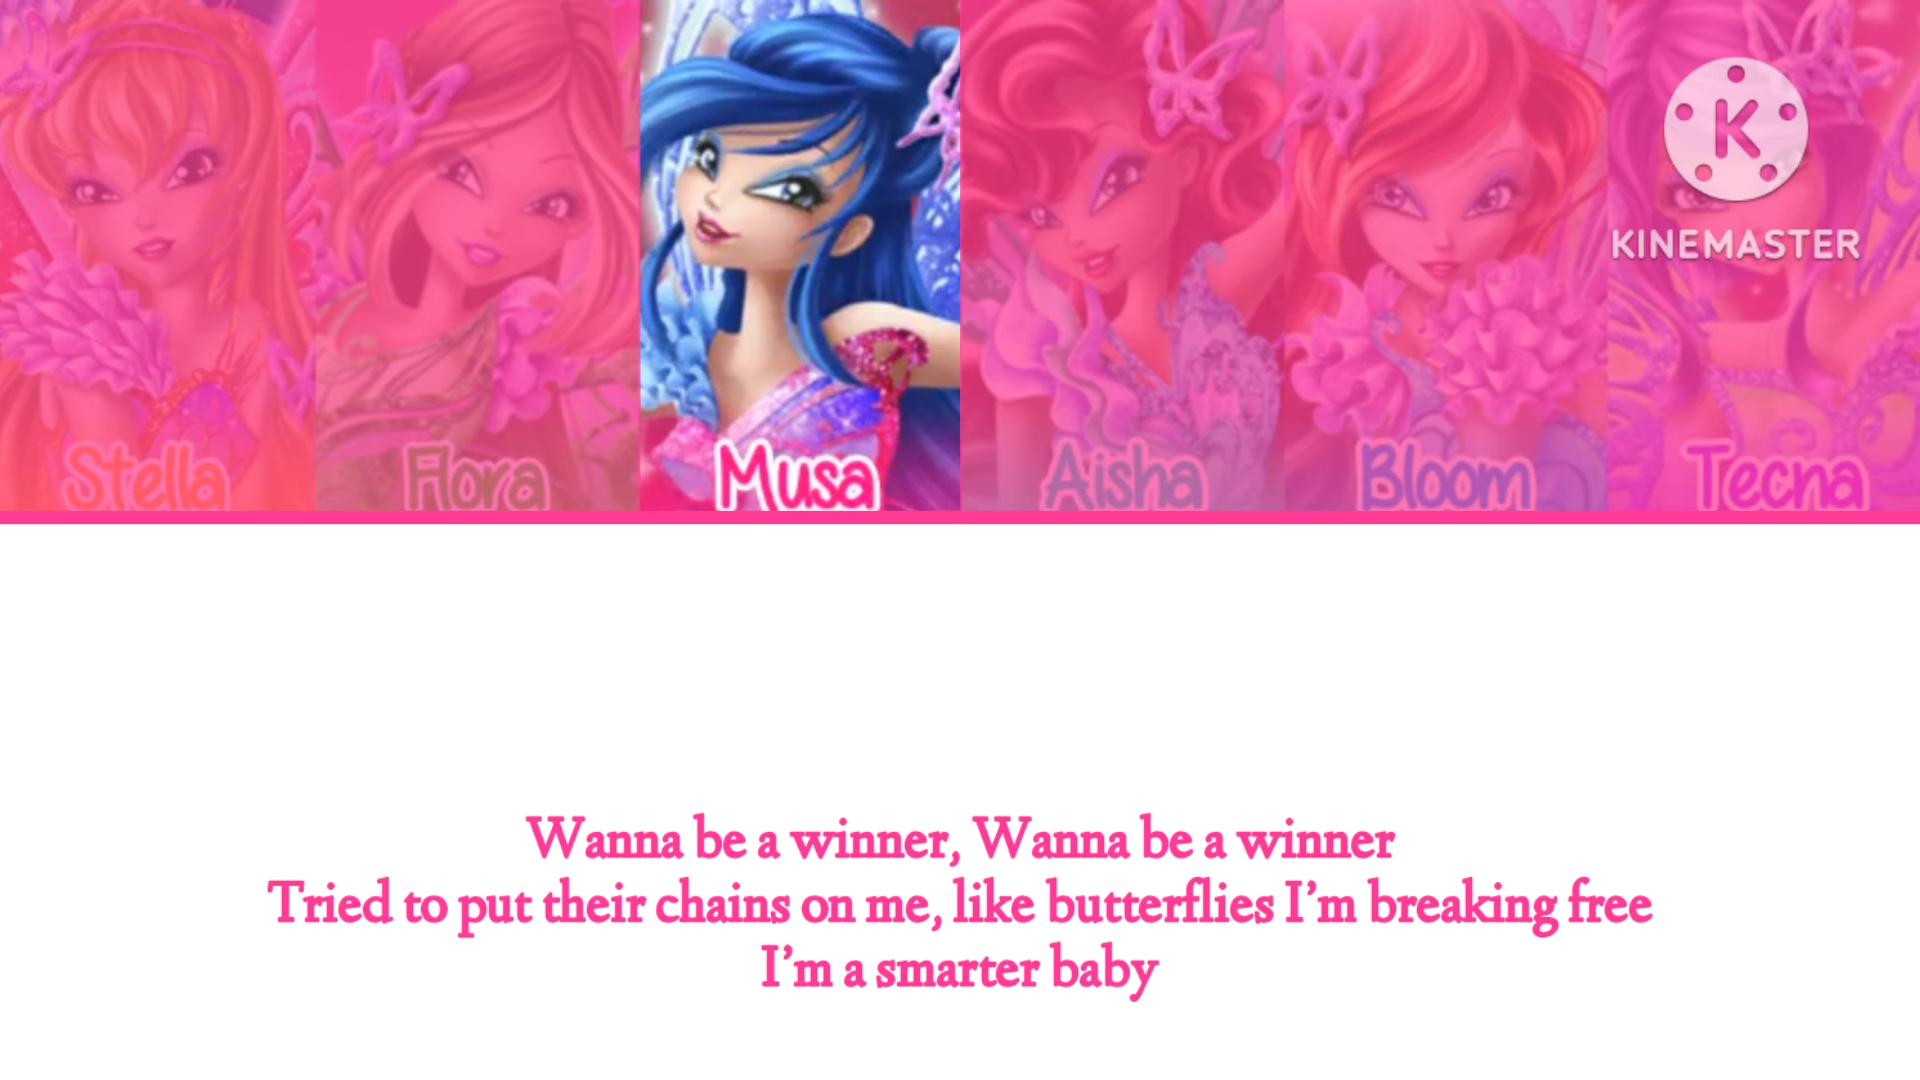 K
KINEMASTER
Stella
Flora
Musa
Aisha
Bloom
Tecna
Wanna be a winner, Wanna be a winner
Tried to put their chains on me, like butterflies I'm breaking free
I'm a smarter baby